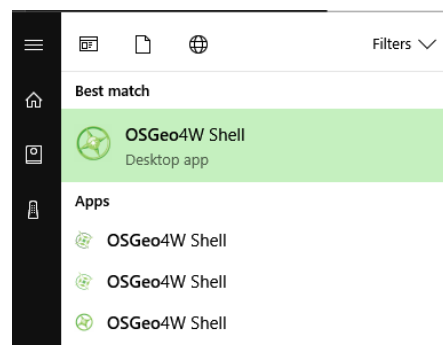 Filters
Best match
OSGeo4W Shell
Desktop app
Apps
OSGeo4W Shell
OSGeo4W Shell
OSGeo4W Shell